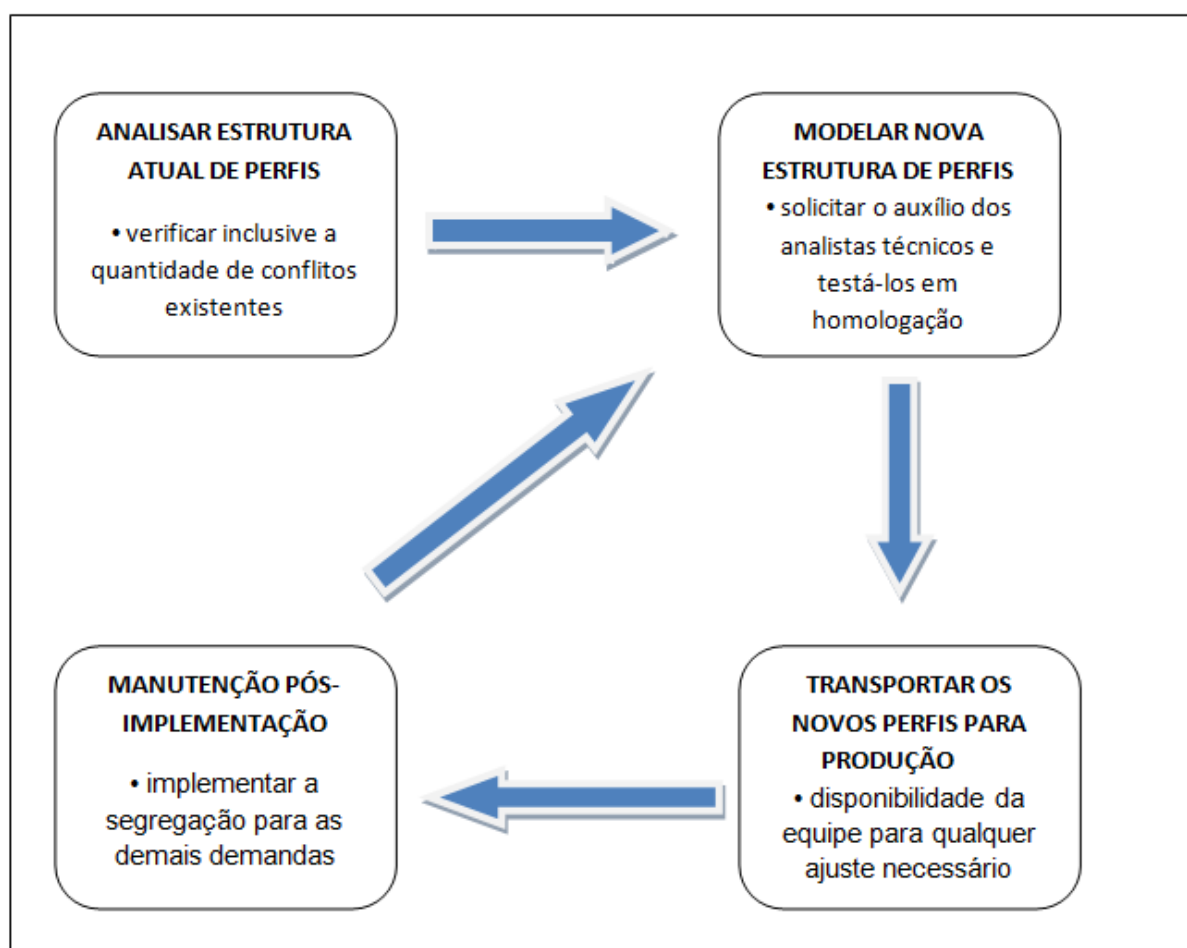 ANALISAR ESTRUTURA
ATUAL DE PERFIS
• verificar inclusive a
quantidade de conflitos
existentes
MODELAR NOVA
ESTRUTURA DE PERFIS
• solicitar o auxílio dos
analistas técnicos e
testá-los em
homologação
MANUTENÇÃO PÓS-
IMPLEMENTAÇÃO
• implementar a
segregação para as
demais demandas
TRANSPORTAR OS
NOVOS PERFIS PARA
PRODUÇÃO
• disponibilidade da
equipe para qualquer
ajuste necessário